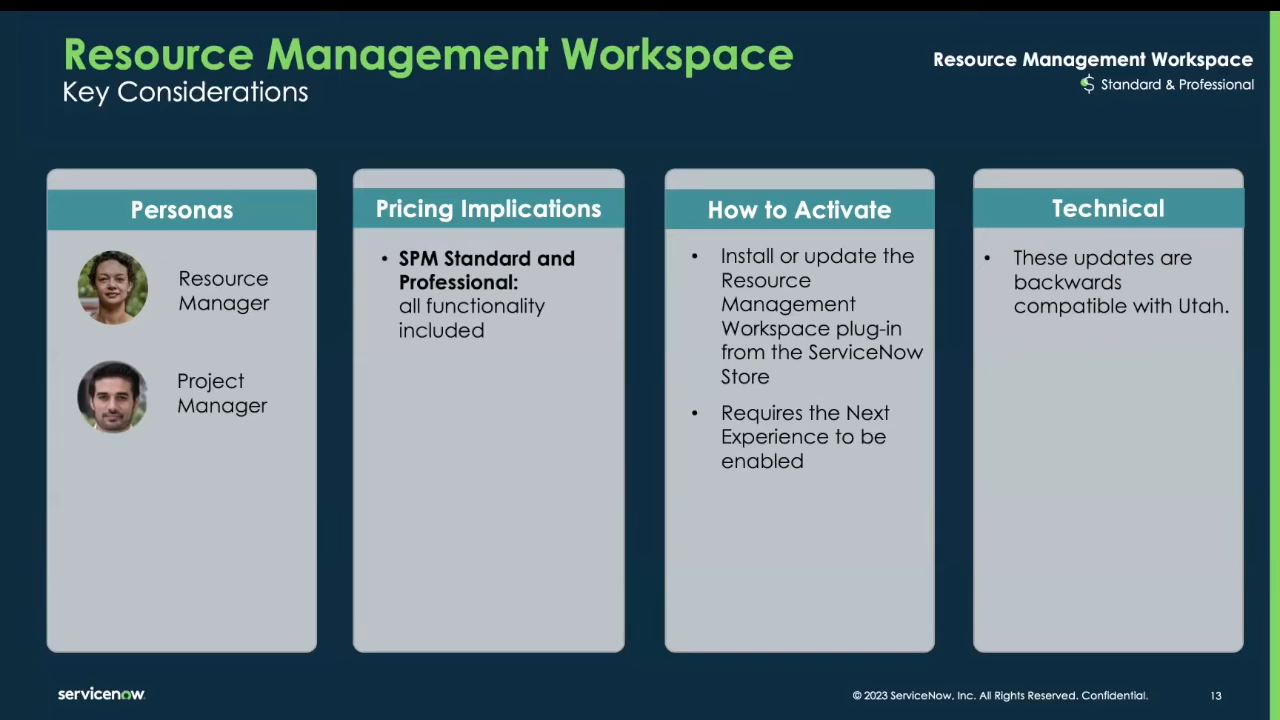 Resource Management Workspace
Key Considerations
Resource Management Workspace
Standard & Professional
Personas
Resource
Manager
Project
Manager
Pricing Implications
• SPM Standard and
Professional:
all functionality
included
How to Activate
• Install or update the
Resource
Management
Workspace plug-in
from the ServiceNow
Store
• Requires the Next
Experience to be
enabled
Technical
• These updates are
backwards
compatible with Utah.
servicenow
© 2023 ServiceNow, Inc. All Rights Reserved. Confidential.
13